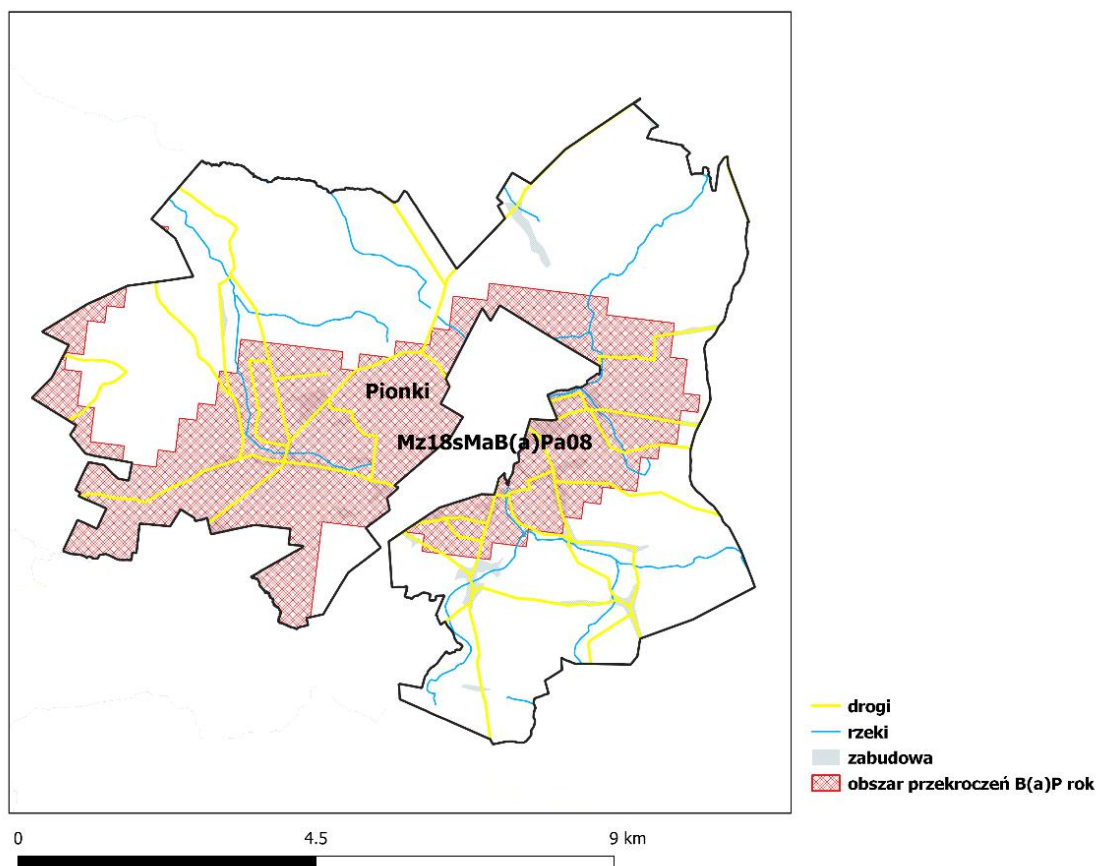 Pionki
Mz18sMaB(a)Pa08
drogi
rzeki
zabudowa
obszar przekroczeń B(a)P rok
0 4.5 9 km